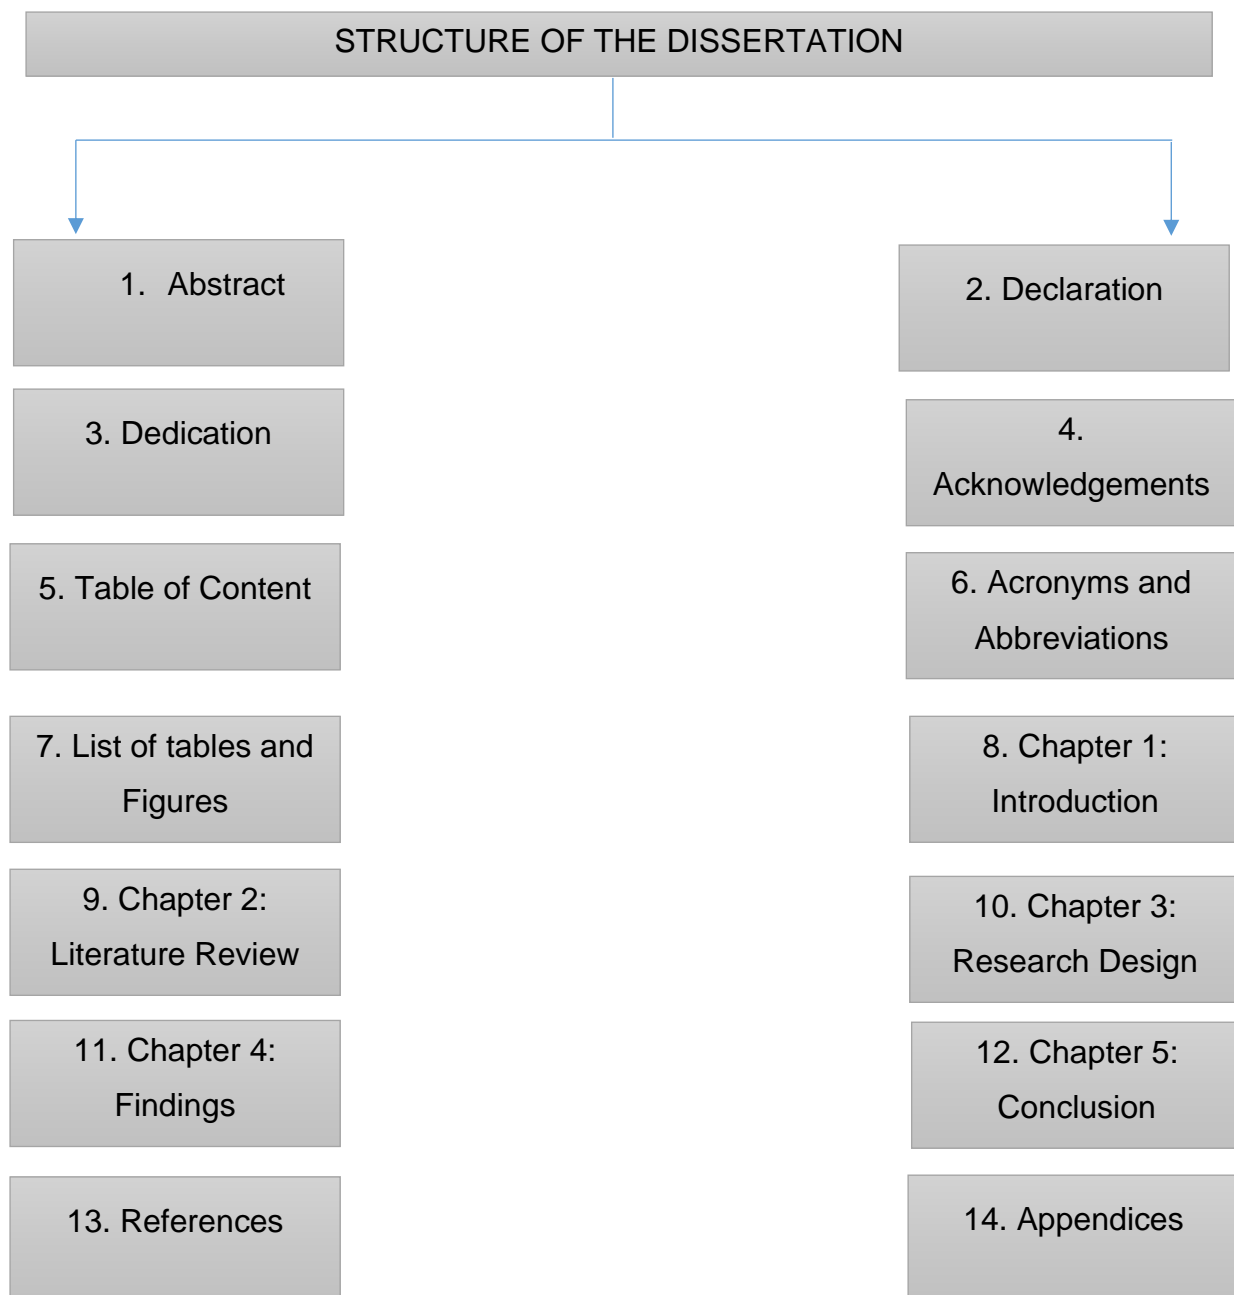 STRUCTURE OF THE DISSERTATION
1. Abstract
2. Declaration
3. Dedication
4.
Acknowledgements
5. Table of Content
6. Acronyms and
Abbreviations
7. List of tables and
Figures
8. Chapter 1:
Introduction
9. Chapter 2:
Literature Review
10. Chapter 3:
Research Design
11. Chapter 4:
Findings
12. Chapter 5:
Conclusion
13. References
14. Appendices